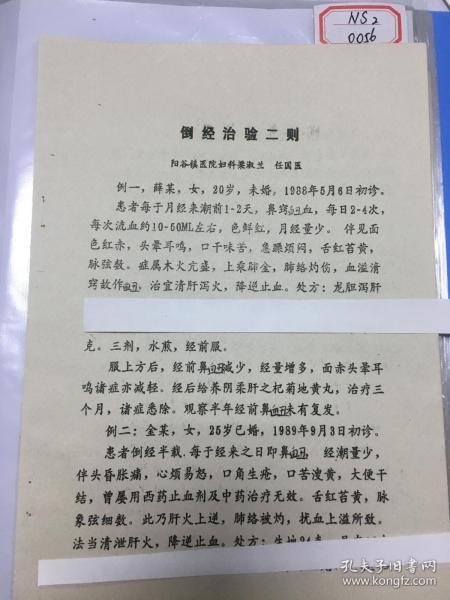 NS2
0056
倒经治验二则
阳谷镇医院妇科梁淑兰 任国医
例一，薛某，女，20岁，未婚。1988年5月6日初诊。
患者每于月经来潮前1-2天，鼻窍衄血，每日2-4次，
每次流血约10-50ML左右，色鲜红，月经量少。伴见面
色红赤，头晕耳鸣，口干味苦，急躁烦闷，舌红苔黄，
脉弦数。症属木火亢盛，上乘肺金，肺络灼伤，血溢清
窍故作衄，治宜清肝泻火，降逆止血。处方：龙胆泻肝
克。三剂，水煎，经前服。
服上方后，经前鼻衄减少，经量增多，面赤头晕耳
鸣诸症亦减轻。经后给养阴柔肝之杞菊地黄丸，治疗三
个月，诸症悉除。观察半年经前鼻衄未有复发。
例二：金某，女，25岁已婚，1989年9月3日初诊。
患者倒经半载，每于经来之日即鼻衄，经潮量少，
伴头昏胀痛，心烦易怒，口角生疮，口苦溲黄，大便干
结，曾屡用西药止血剂及中药治疗无效。舌红苔黄，脉
象弦细数。此乃肝火上逆，肺络被灼，扰血上溢所致。
法当清泄肝火，降逆止血。处方：生地24克，
孔夫子旧书网
www.kongfz.com